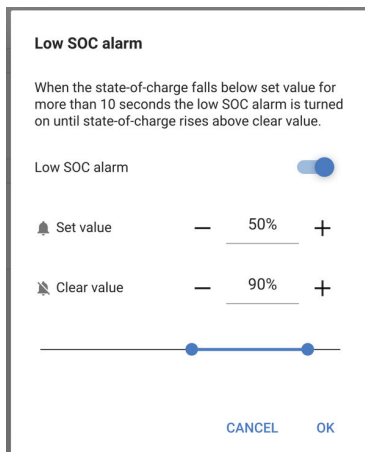 Low SOC alarm
When the state-of-charge falls below set value for
more than 10 seconds the low SOC alarm is turned
on until state-of-charge rises above clear value.
Low SOC alarm
Set value — 50% +
Clear value — 90% +
CANCEL OK